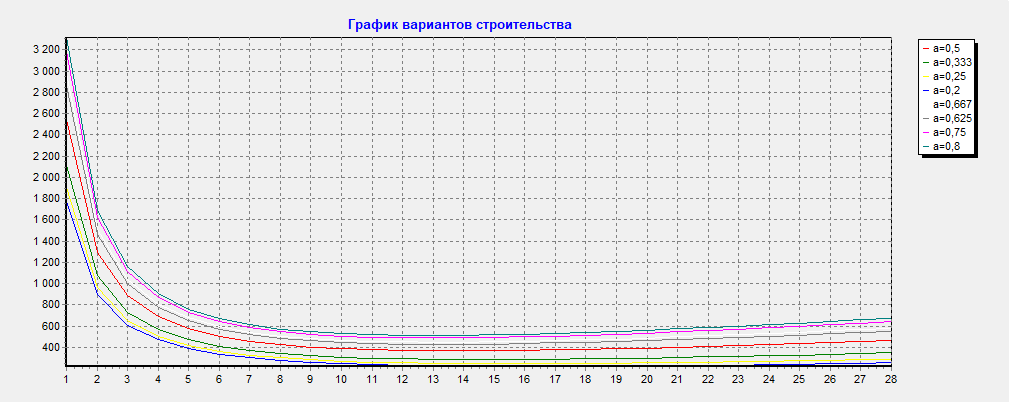 График вариантов строительства
3 200
3 000
2 800
2 600
2 400
2 200
2 000
1 800
1 600
1 400
1 200
1 000
800
600
400
1 2 3 4 5 6 7 8 9 10 11 12 13 14 15 16 17 18 19 20 21 22 23 24 25 26 27 28
a=0,5
a=0,333
a=0,25
a=0,2
a=0,667
a=0,625
a=0,75
a=0,8